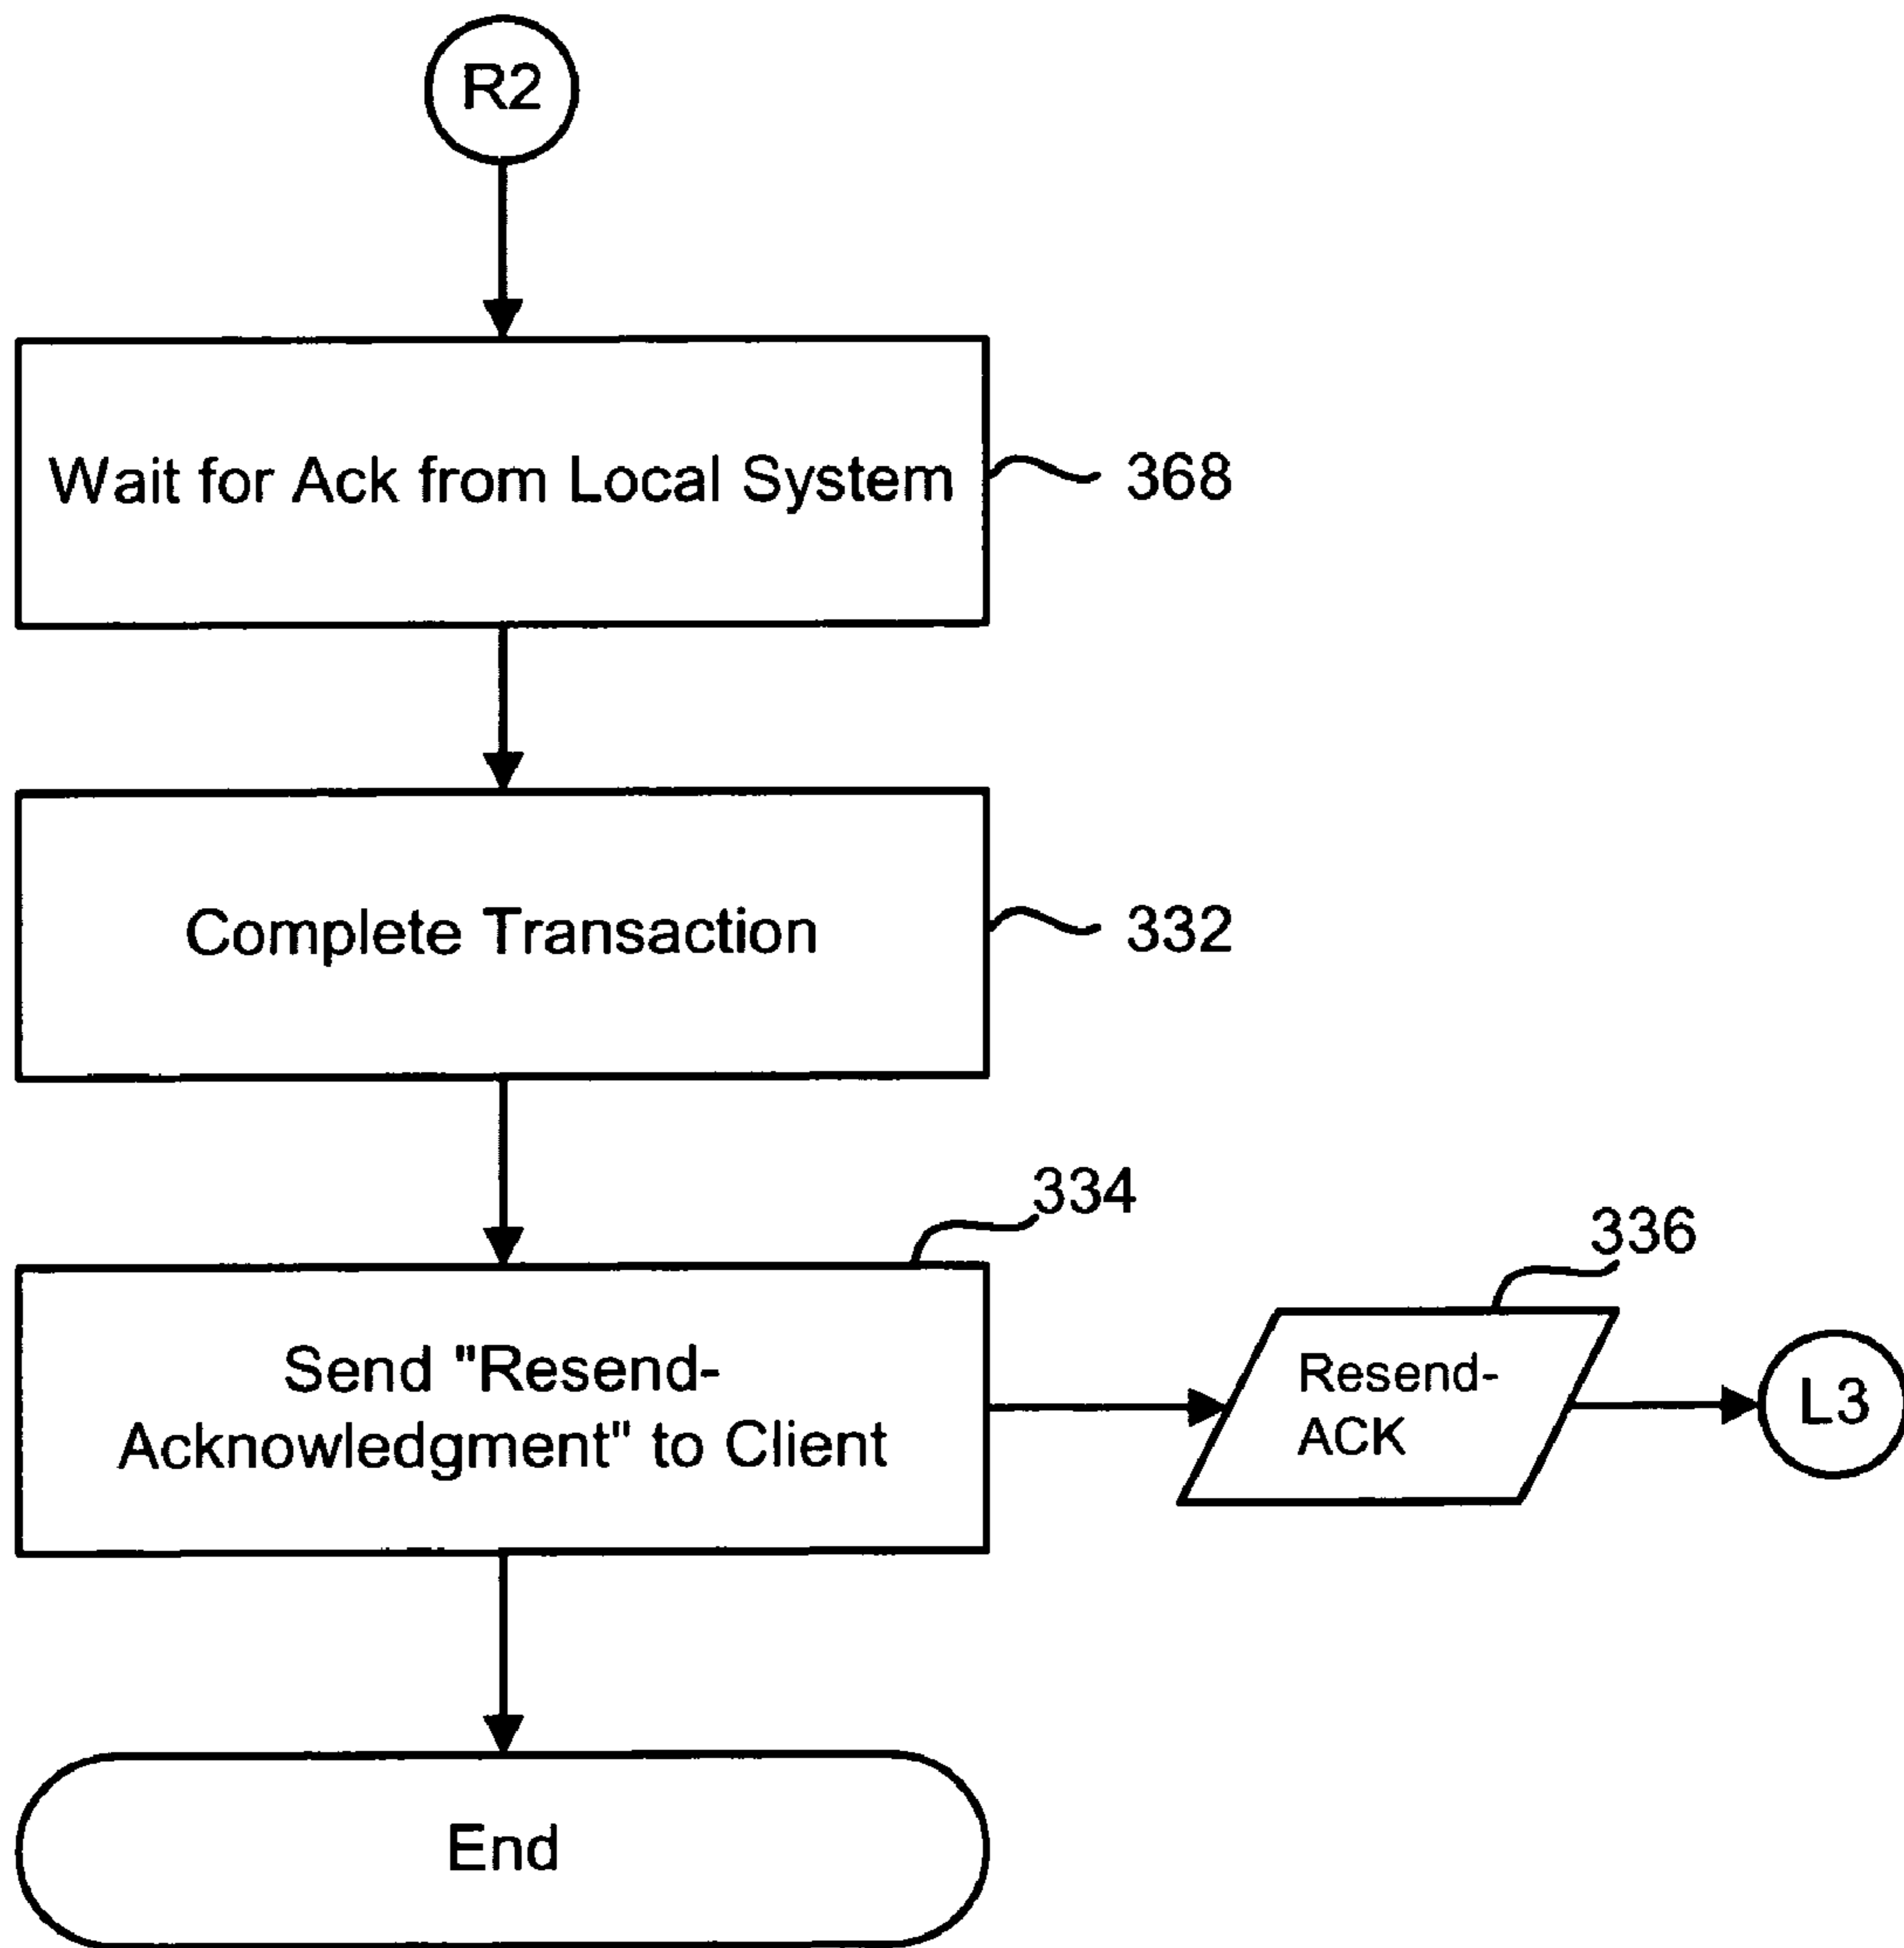 R2
Wait for Ack from Local System
368
Complete Transaction
332
334
336
Send "Resend-
Acknowledgment" to Client
Resend-
ACK
L3
End